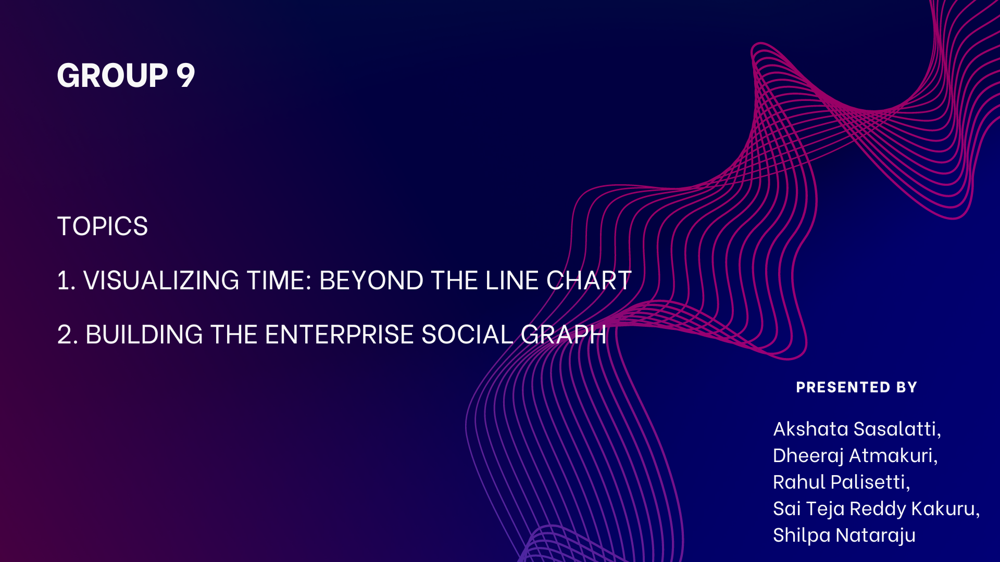 GROUP 9
TOPICS
1. VISUALIZING TIME: BEYOND THE LINE CHART
2. BUILDING THE ENTERPRISE SOCIAL GRAPH
PRESENTED BY
Akshata Sasalatti,
Dheeraj Atmakuri,
Rahul Palisetti,
Sai Teja Reddy Kakuru,
Shilpa Nataraju